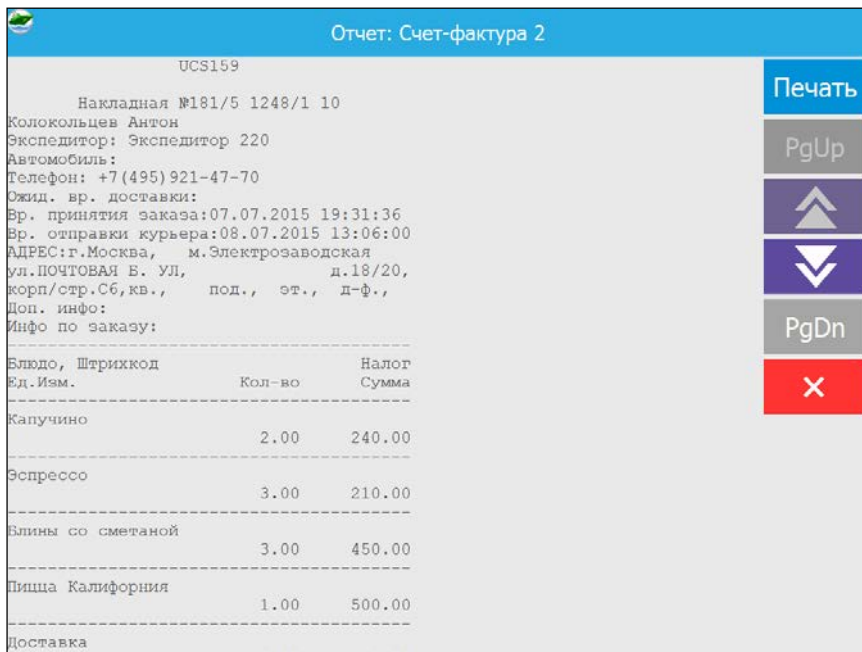 Отчет: Счет-фактура 2
UCS159
Накладная №181/5 1248/1 10
Колокольцев Антон
Экспедитор: Экспедитор 220
Автомобиль:
Телефон: +7(495)921-47-70
Ожид. вр. доставки:
Вр. принятия заказа:07.07.2015 19:31:36
Вр. отправки курьера:08.07.2015 13:06:00
АДРЕС:г.Москва, м.Электрозаводская
ул.ПОЧТОВАЯ Б. УЛ, д.18/20,
корп/стр.С6,кв., под., эт., д-ф.,
Доп. инфо:
Инфо по заказу:
Блюдо, Штрихкод Налог
Ед.Изм. Кол-во Сумма
Капучино
2.00 240.00
Эспрессо
3.00 210.00
Блины со сметаной
3.00 450.00
Пицца Калифорния
1.00 500.00
Доставка
Печать
PgUp
PgDn